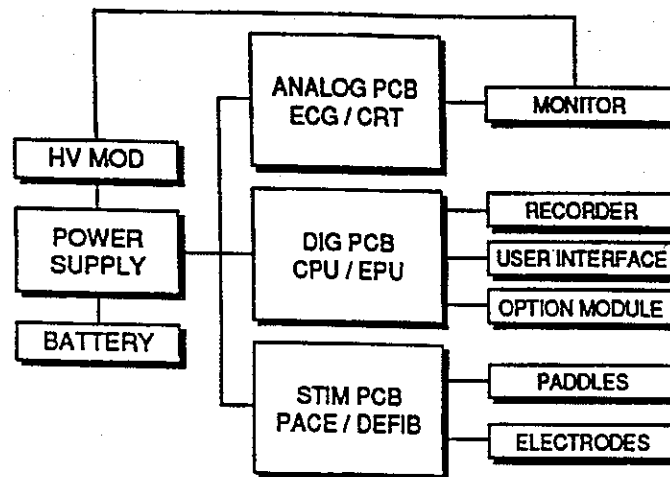 ANALOG PCB
ECG / CRT
MONITOR
HV MOD
POWER
SUPPLY
BATTERY
DIG PCB
CPU / EPU
RECORDER
USER INTERFACE
OPTION MODULE
STIM PCB
PACE / DEFIB
PADDLES
ELECTRODES